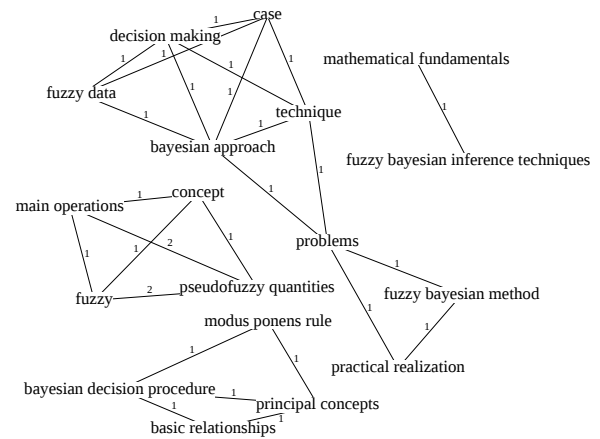 case
1
decision making
1
1
1
1
mathematical fundamentals
1
1
fuzzy data
1
1
technique
1
1
bayesian approach
fuzzy bayesian inference techniques
1
1
concept
1
main operations
1
problems
1
2
1
1
pseudofuzzy quantities
2
fuzzy
fuzzy bayesian method
1
modus ponens rule
1
1
1
practical realization
bayesian decision procedure
1
principal concepts
1
1
basic relationships